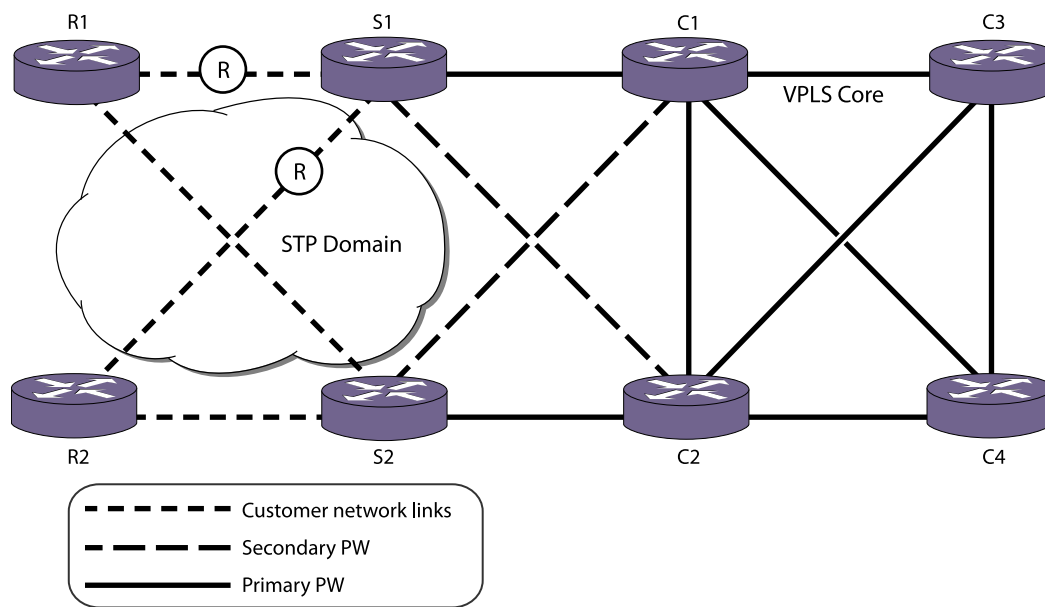 R1
S1
C1
C3
R
VPLS Core
R
STP Domain
R2
S2
C2
C4
Customer network links
Secondary PW
Primary PW